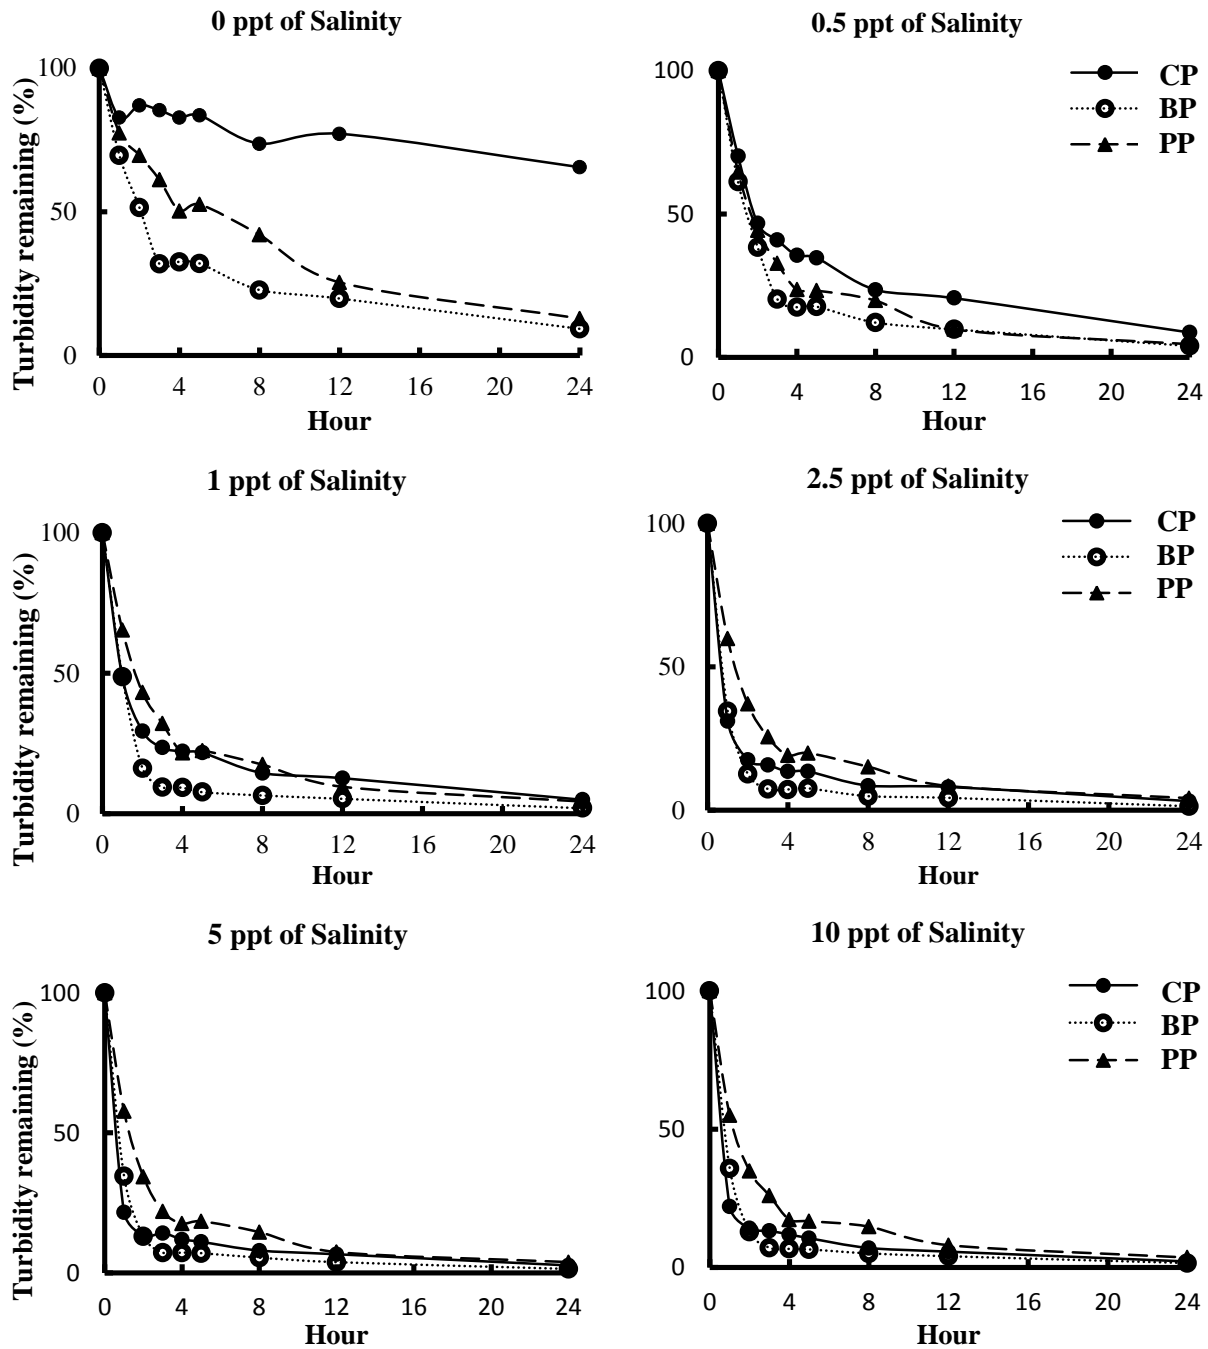 0 ppt of Salinity
0.5 ppt of Salinity
Turbidity remaining (%)
100
50
0
0 4 8 12 16 20 24
Hour
100
50
0
0 4 8 12 16 20 24
Hour
CP
BP
PP
1 ppt of Salinity
2.5 ppt of Salinity
Turbidity remaining (%)
100
50
0
0 4 8 12 16 20 24
Hour
100
50
0
0 4 8 12 16 20 24
Hour
CP
BP
PP
5 ppt of Salinity
10 ppt of Salinity
Turbidity remaining (%)
100
50
0
0 4 8 12 16 20 24
Hour
100
50
0
0 4 8 12 16 20 24
Hour
CP
BP
PP